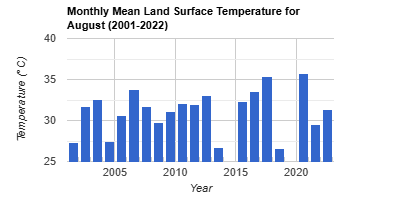 Monthly Mean Land Surface Temperature for
August (2001-2022)
Temperature (° C)
40
35
30
25
2005
2010
2015
2020
Year